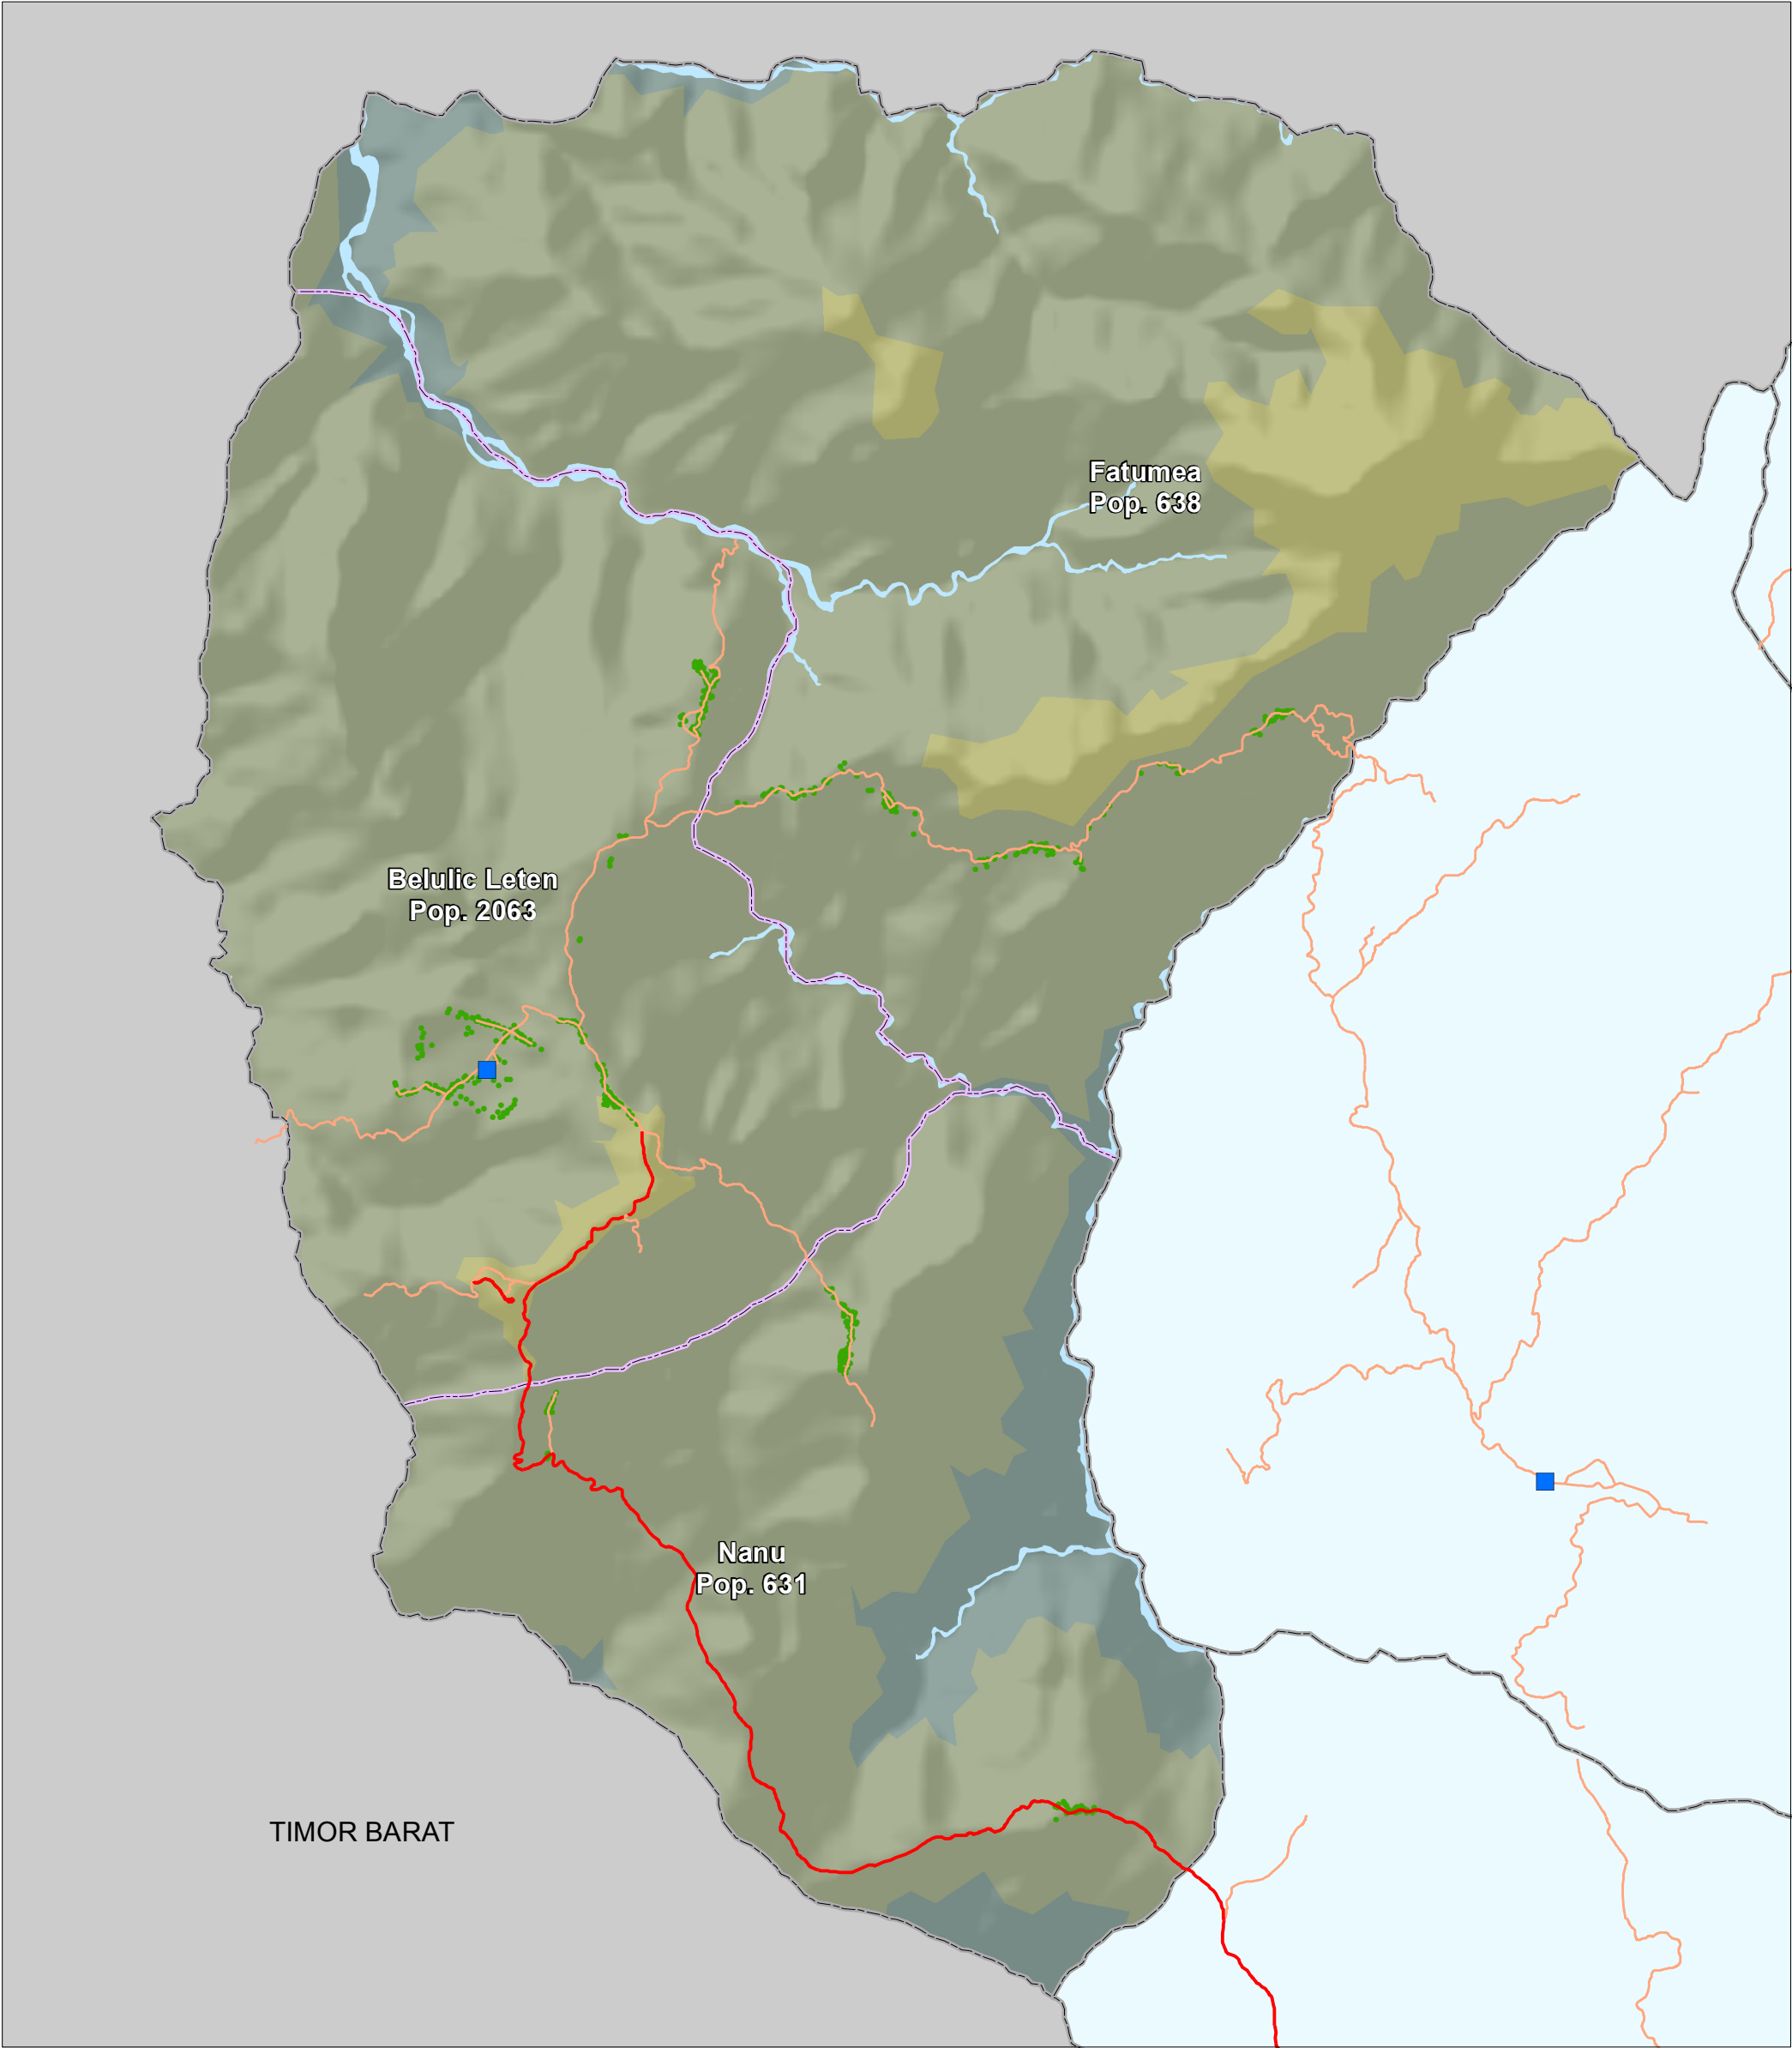 Fatumea
Pop. 638
Belulic Leten
Pop. 2063
Nanu
Pop. 631
TIMOR BARAT